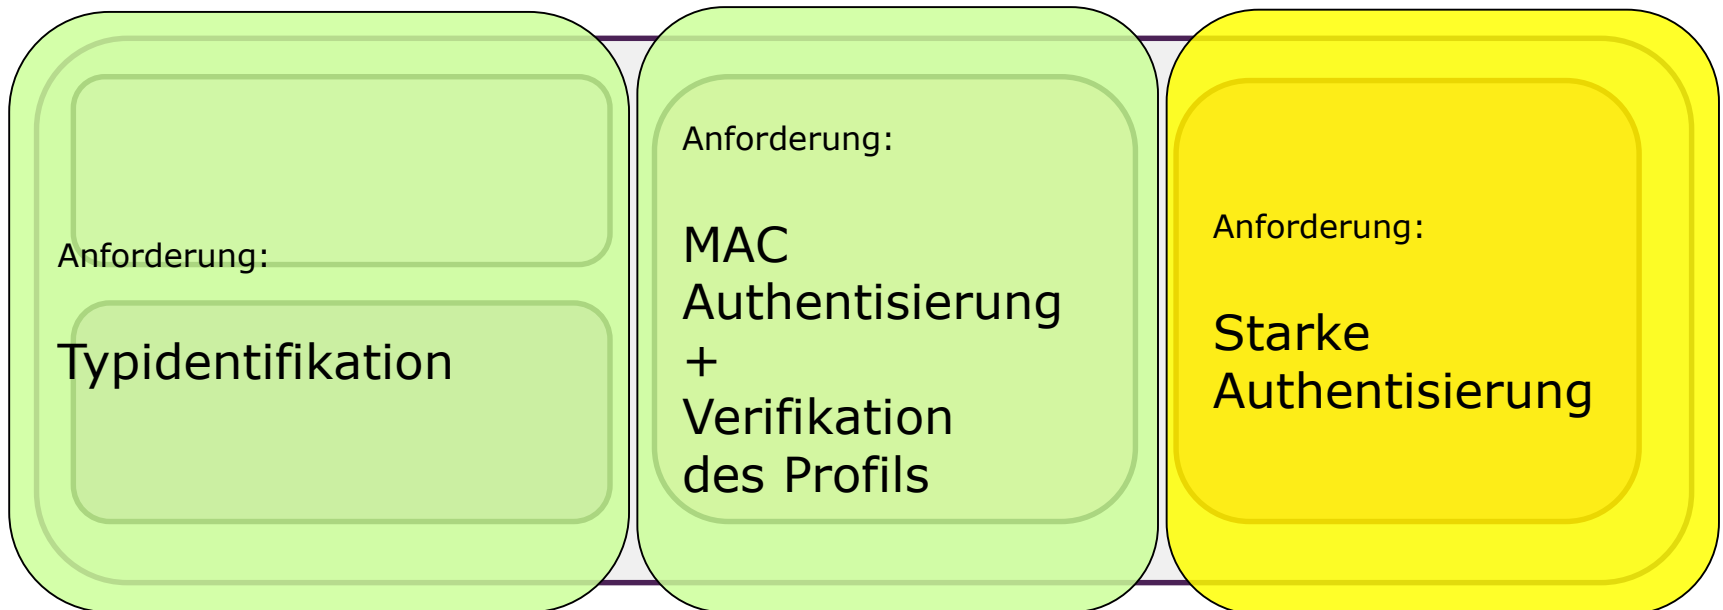 Anforderung:
Typidentifikation
Anforderung:
MAC
Authentisierung
+
Verifikation
des Profils
Anforderung:
Starke
Authentisierung